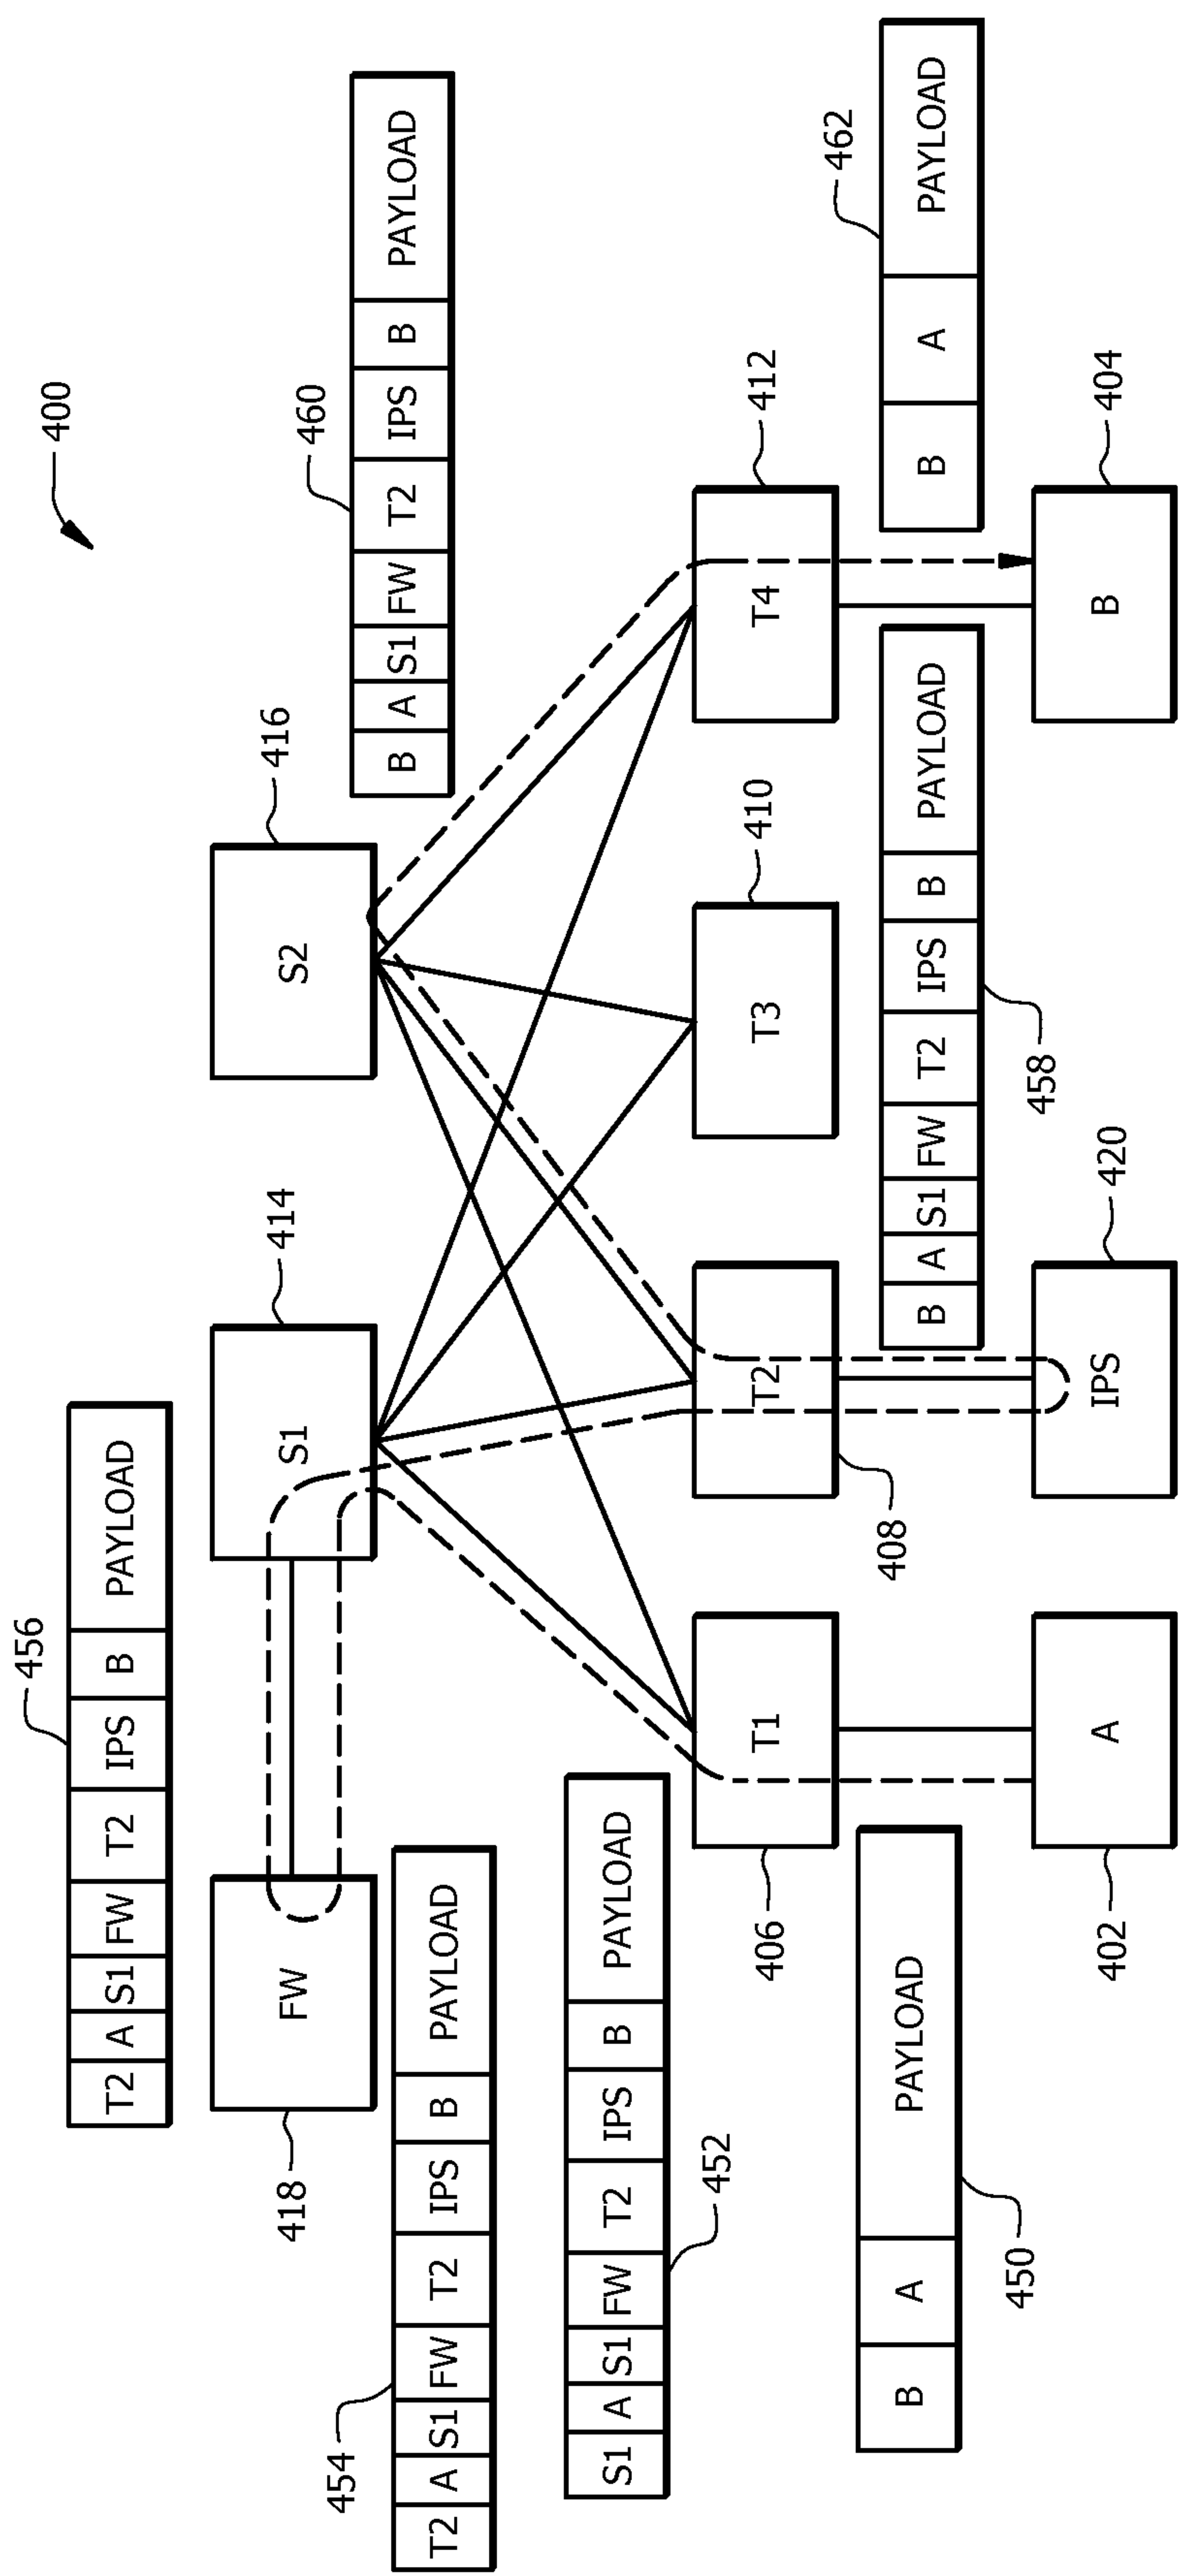 456
400
T2 A S1 FW T2 IPS B PAYLOAD
414
416
418 FW S1 S2
460
454
B A S1 FW T2 IPS B PAYLOAD
T2 A S1 FW T2 IPS B PAYLOAD
S1 A S1 FW T2 IPS B PAYLOAD
452
406 T1 T2 T3 410 T4 412
462
408
B A PAYLOAD
B A S1 FW T2 IPS B PAYLOAD
B A PAYLOAD
450
458
402 A IPS 420 B 404